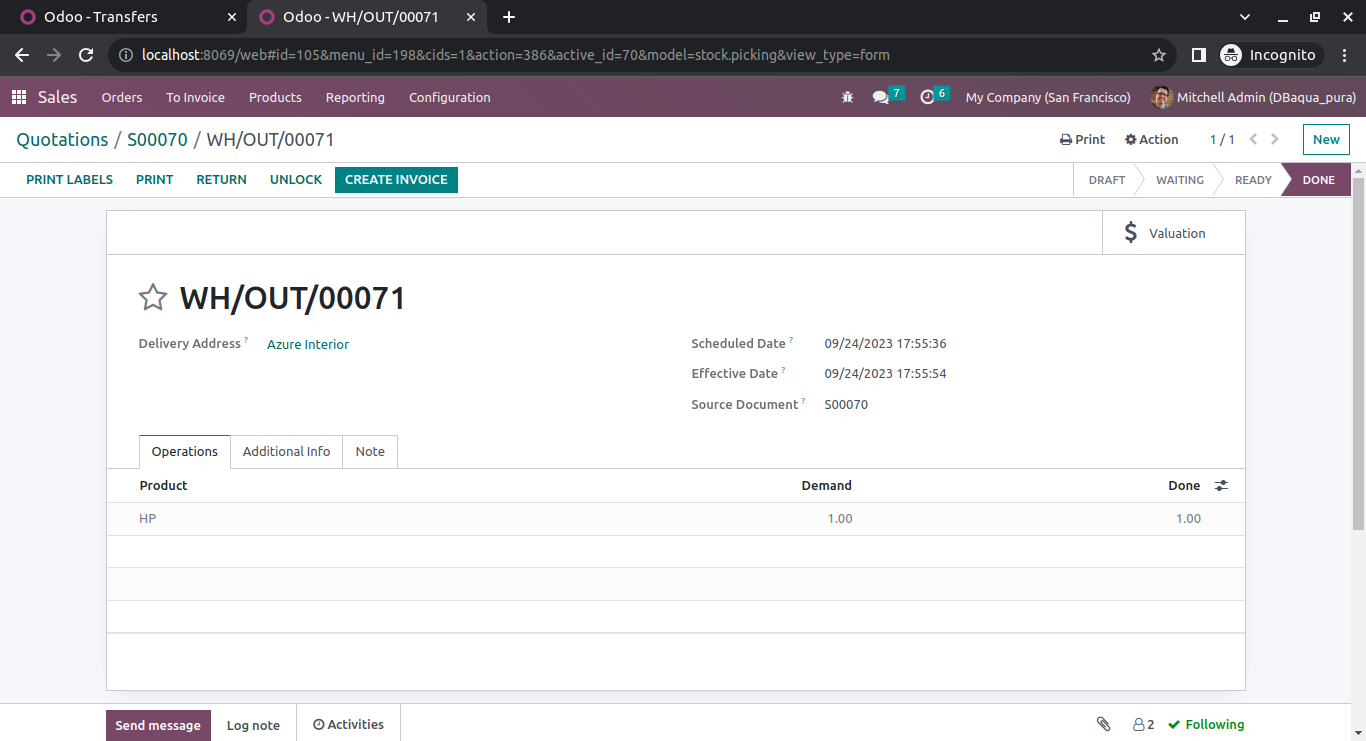 Odoo - Transfers
Odoo - WH/OUT/00071
localhost:8069/web#id=105&menu_id=198&cids=1&action=386&active_id=70&model=stock.picking&view_type=form
Incognito
Sales Orders To Invoice Products Reporting Configuration 7 6 My Company (San Francisco) Mitchell Admin (DBaqua_pura)
Quotations / S00070 / WH/OUT/00071 Print Action 1 / 1 New
PRINT LABELS PRINT RETURN UNLOCK CREATE INVOICE DRAFT WAITING READY DONE
$ Valuation
WH/OUT/00071
Delivery Address ? Azure Interior
Scheduled Date ? 09/24/2023 17:55:36
Effective Date ? 09/24/2023 17:55:54
Source Document ? S00070
Operations Additional Info Note
Product Demand Done
HP 1.00 1.00
Send message Log note Activities 2 Following